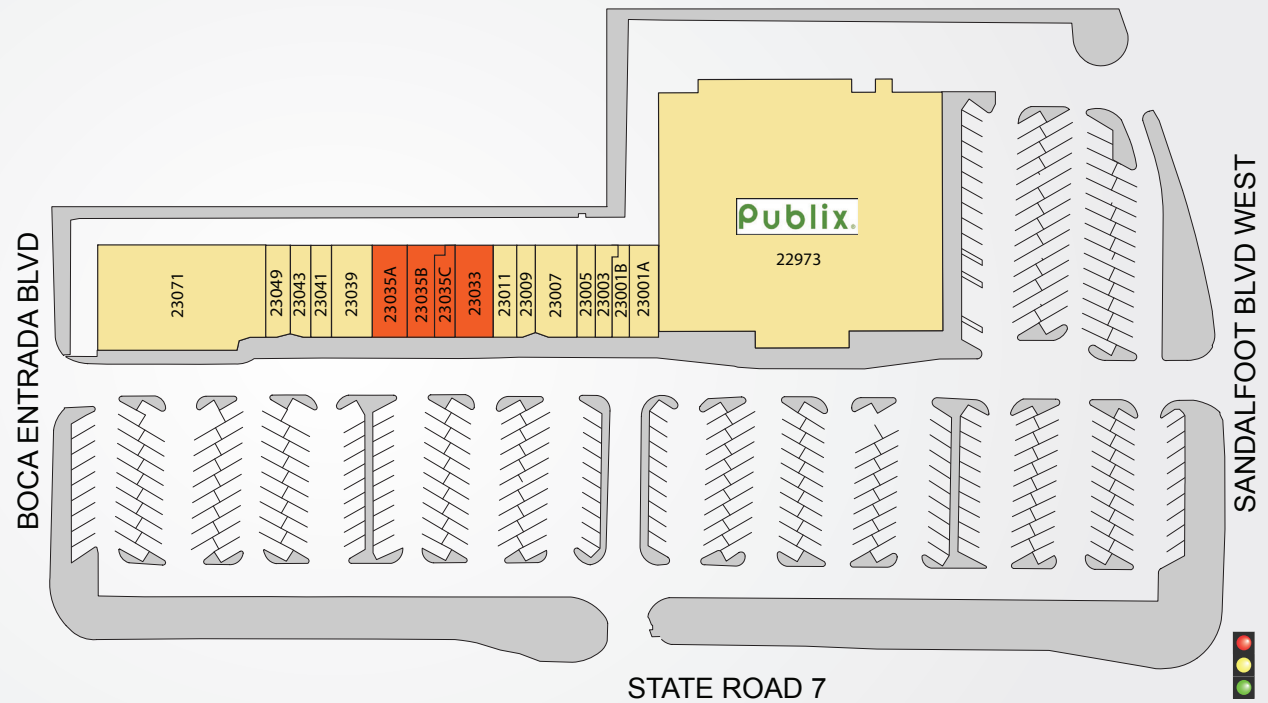 Publix.
22973
BOCA ENTRADA BLVD
23071
23049
23043
23041
23039
23035A
23035B
23035C
23033
23011
23009
23007
23005
23003
23001B
23001A
SANDALFOOT BLVD WEST
STATE ROAD 7